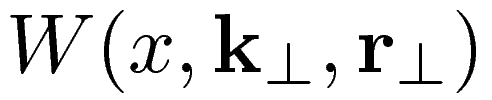 W(x, k⊥, r⊥)